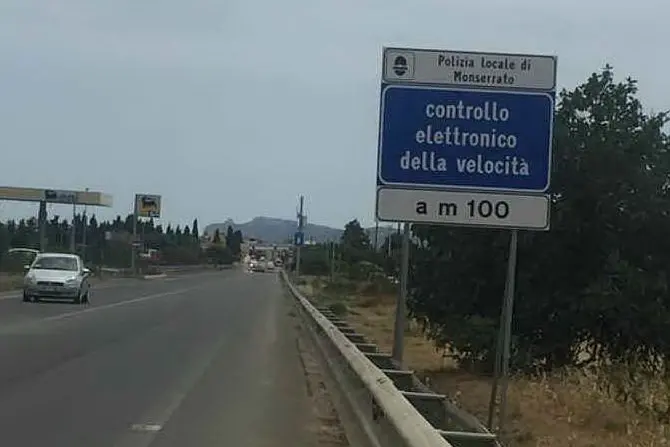 Polizia locale di
Monserrato
controllo
elettronico
della velocità
a m 100